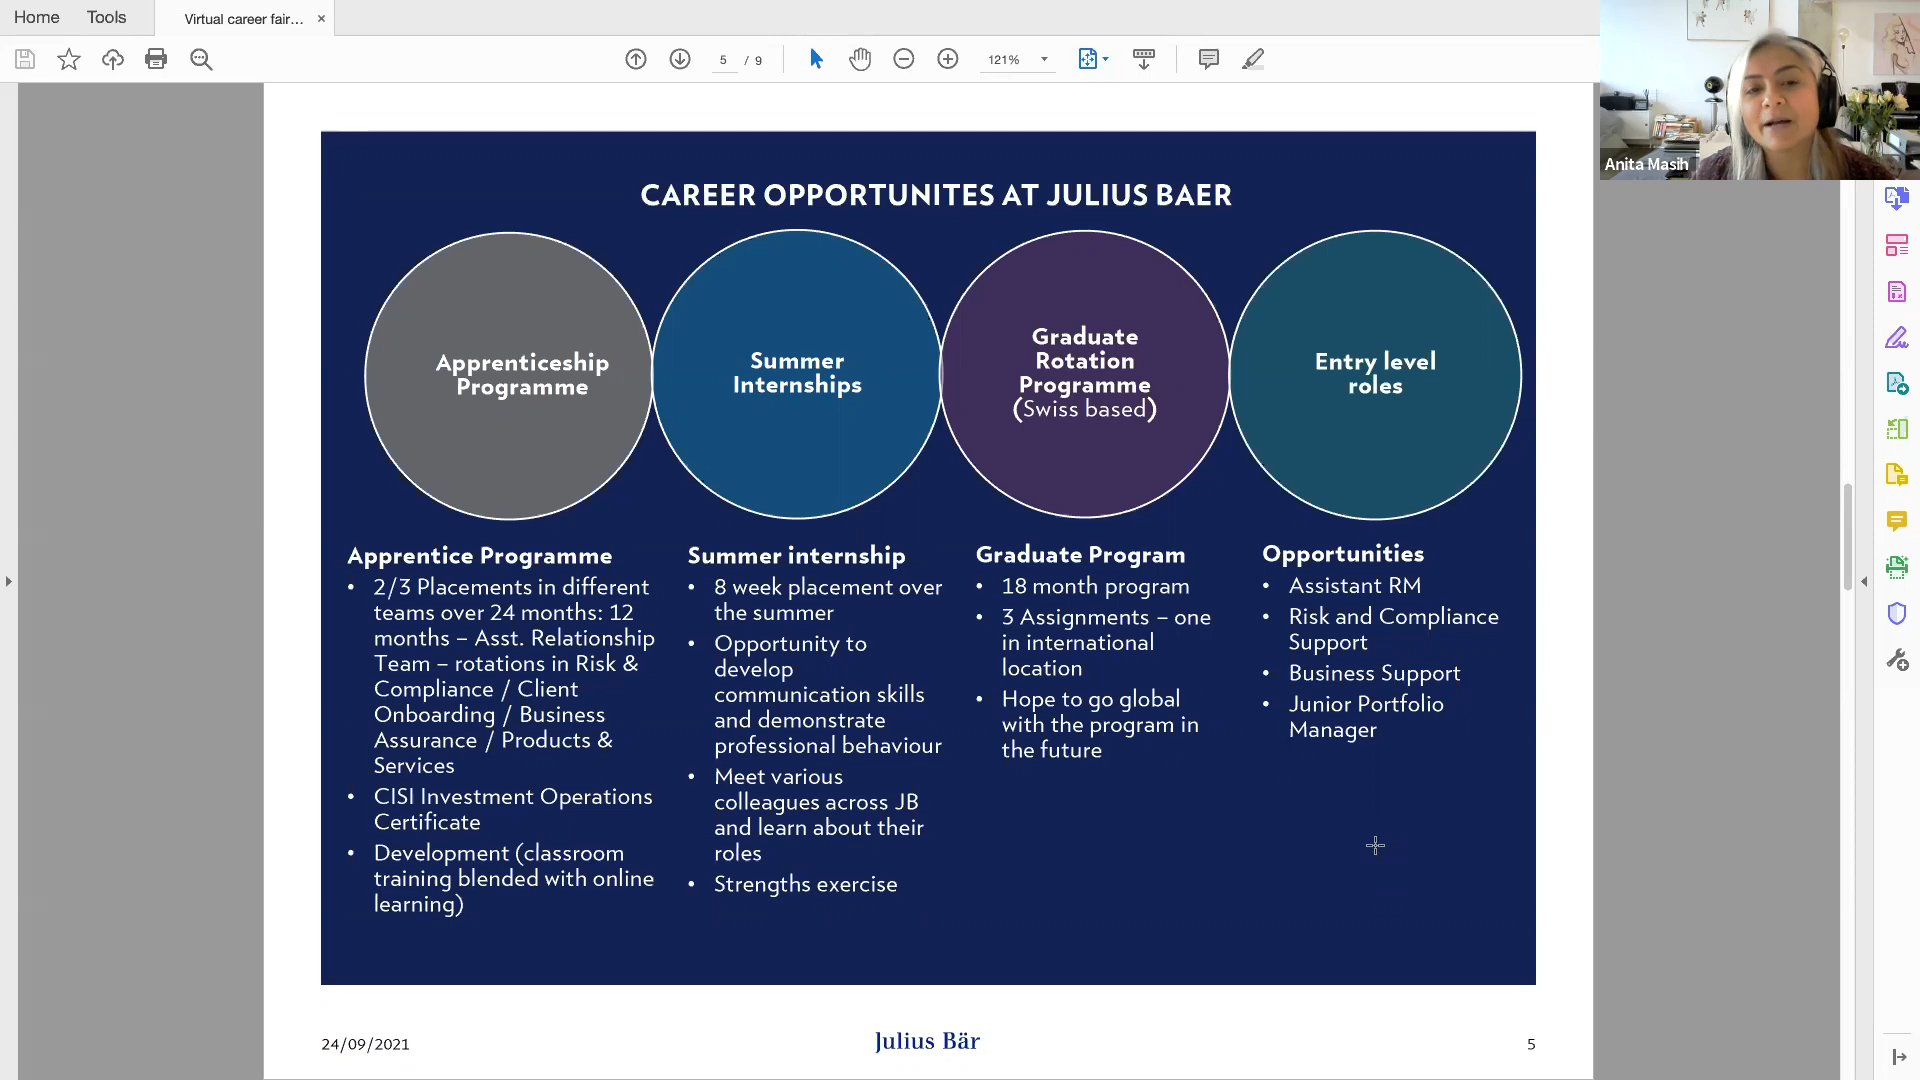 Home
Tools
Virtual career fair... ×
5 / 9
121%
Anita Masih
CAREER OPPORTUNITES AT JULIUS BAER
Apprenticeship
Programme
Summer
Internships
Graduate
Rotation
Programme
(Swiss based)
Entry level
roles
Apprentice Programme
• 2/3 Placements in different
teams over 24 months: 12
months – Asst. Relationship
Team – rotations in Risk &
Compliance / Client
Onboarding / Business
Assurance / Products &
Services
• CISI Investment Operations
Certificate
• Development (classroom
training blended with online
learning)
Summer internship
• 8 week placement over
the summer
• Opportunity to
develop
communication skills
and demonstrate
professional behaviour
• Meet various
colleagues across JB
and learn about their
roles
• Strengths exercise
Graduate Program
• 18 month program
• 3 Assignments – one
in international
location
• Hope to go global
with the program in
the future
Opportunities
• Assistant RM
• Risk and Compliance
Support
• Business Support
• Junior Portfolio
Manager
24/09/2021
Julius Bär
5